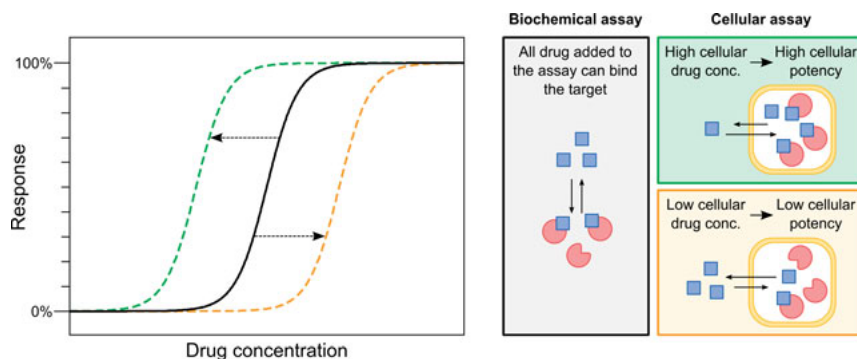 100%
Response
0%
Drug concentration
Biochemical assay
All drug added to
the assay can bind
the target
Cellular assay
High cellular
drug conc.
High cellular
potency
Low cellular
drug conc.
Low cellular
potency